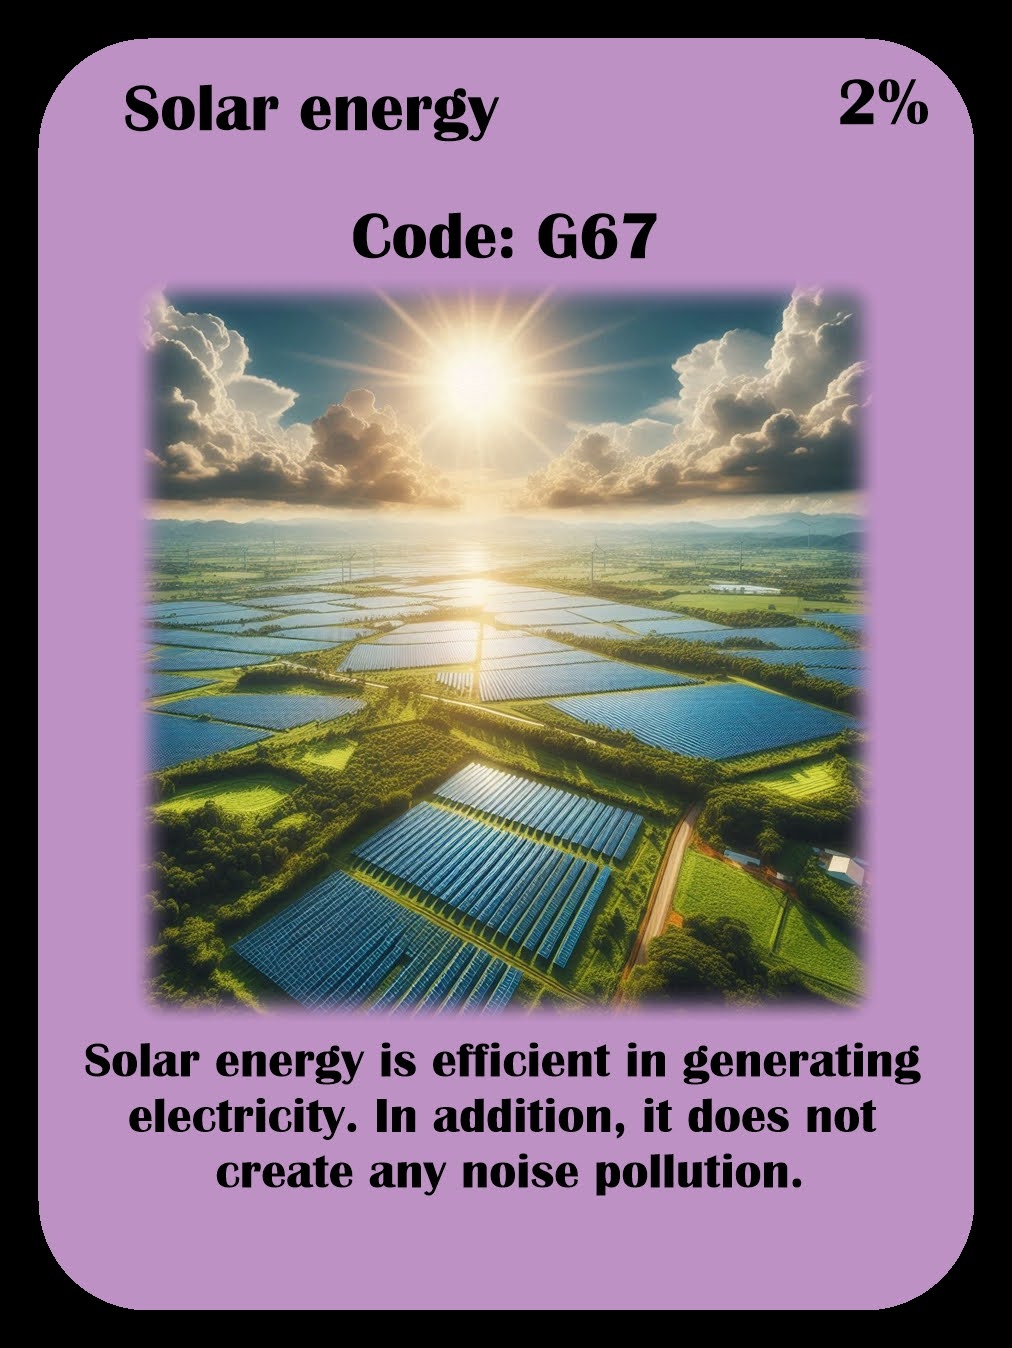 Solar energy
2%
Code: G67
Solar energy is efficient in generating
electricity. In addition, it does not
create any noise pollution.